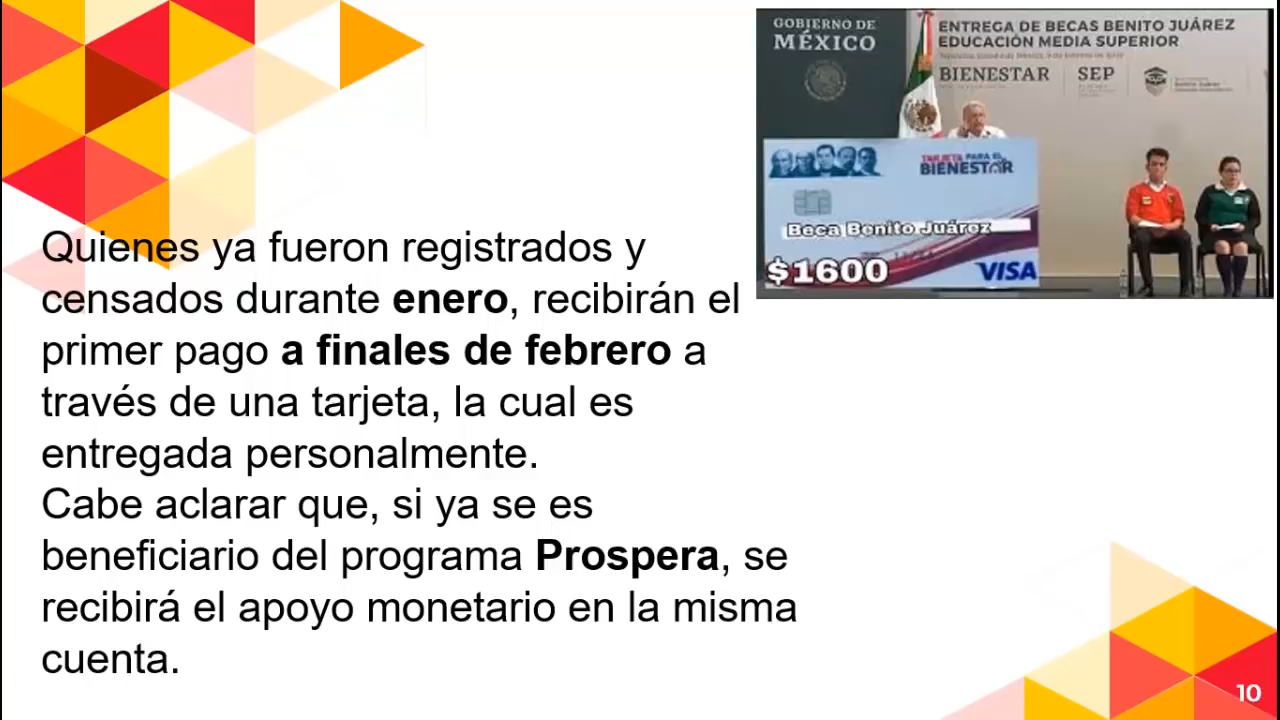 GOBIERNO DE
MÉXICO
ENTREGA DE BECAS BENITO JUÁREZ
EDUCACIÓN MEDIA SUPERIOR
BIENESTAR
SEP
TARJETA PARA EL
BIENESTAR
Beca Benito Juárez
$1600
VISA
Quienes ya fueron registrados y
censados durante enero, recibirán el
primer pago a finales de febrero a
través de una tarjeta, la cual es
entregada personalmente.
Cabe aclarar que, si ya se es
beneficiario del programa Prospera, se
recibirá el apoyo monetario en la misma
cuenta.
10